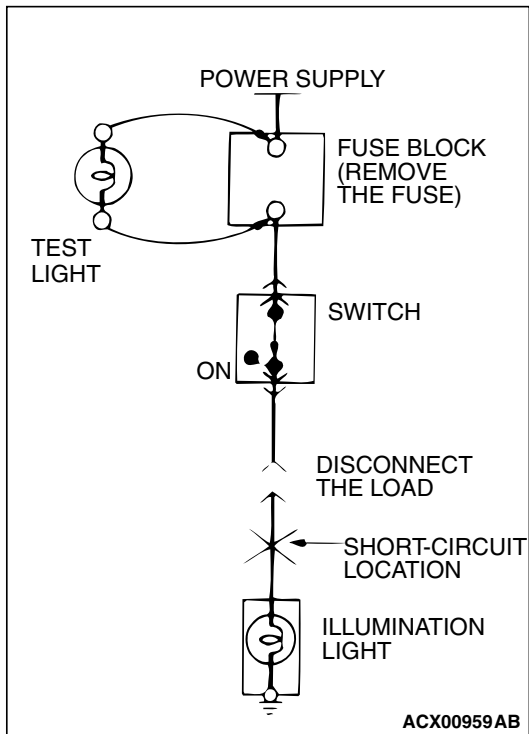 POWER SUPPLY
FUSE BLOCK
(REMOVE
THE FUSE)
TEST
LIGHT
SWITCH
ON
DISCONNECT
THE LOAD
SHORT-CIRCUIT
LOCATION
ILLUMINATION
LIGHT
ACX00959AB